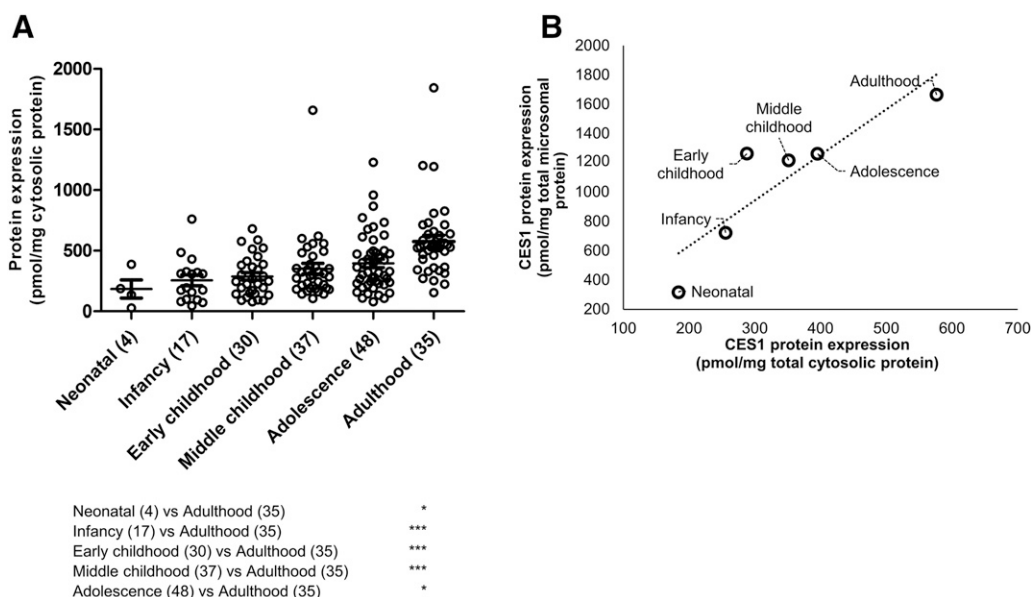 A
Protein expression
(pmol/mg cytosolic protein)
2000
1500
1000
500
0
Neonatal (4)
Infancy (17)
Early childhood (30)
Middle childhood (37)
Adolescence (48)
Adulthood (35)
Neonatal (4) vs Adulthood (35) *
Infancy (17) vs Adulthood (35) ***
Early childhood (30) vs Adulthood (35) ***
Middle childhood (37) vs Adulthood (35) ***
Adolescence (48) vs Adulthood (35) *
B
CES1 protein expression
(pmol/mg total microsomal
protein)
2000
1800
1600
1400
1200
1000
800
600
400
200
Adulthood
Middle
childhood
Early
childhood
Adolescence
Infancy
Neonatal
100 200 300 400 500 600 700
CES1 protein expression
(pmol/mg total cytosolic protein)